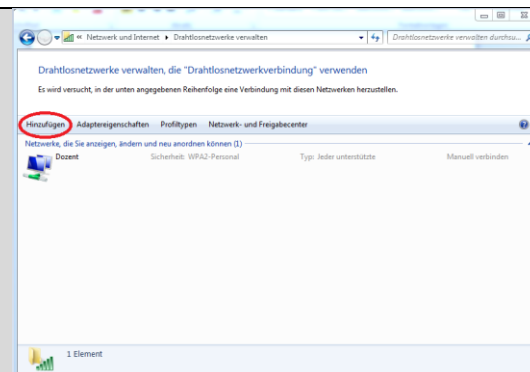 « Netzwerk und Internet ▸ Drahtlosnetzwerke verwalten
Drahtlosnetzwerke verwalten durchsu...
Drahtlosnetzwerke verwalten, die "Drahtlosnetzwerkverbindung" verwenden
Es wird versucht, in der unten angegebenen Reihenfolge eine Verbindung mit diesen Netzwerken herzustellen.
Hinzufügen Adaptereigenschaften Profiltypen Netzwerk- und Freigabecenter
Netzwerke, die Sie anzeigen, ändern und neu anordnen können (1)
Dozent Sicherheit: WPA2-Personal Typ: Jeder unterstützte Manuell verbinden
1 Element